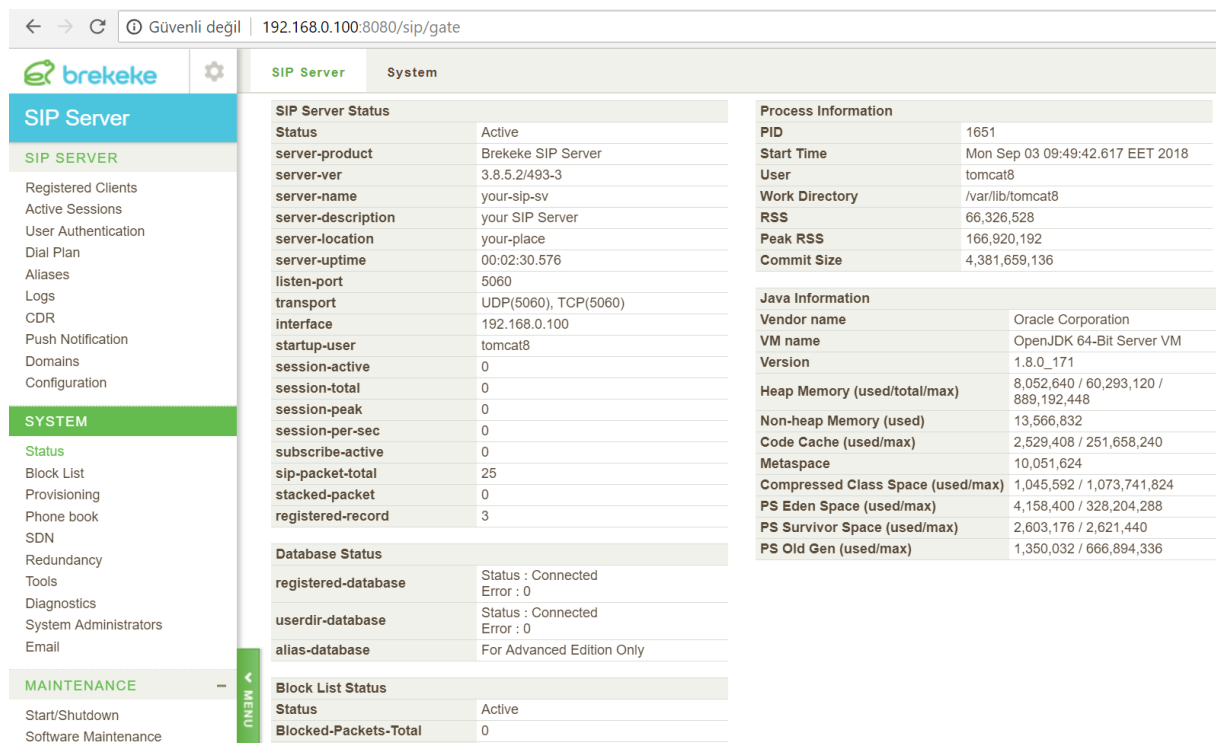 Güvenli değil 192.168.0.100:8080/sip/gate
brekeke
SIP Server
SIP SERVER
Registered Clients
Active Sessions
User Authentication
Dial Plan
Aliases
Logs
CDR
Push Notification
Domains
Configuration
SYSTEM
Status
Block List
Provisioning
Phone book
SDN
Redundancy
Tools
Diagnostics
System Administrators
Email
MAINTENANCE
Start/Shutdown
Software Maintenance
MENU
SIP Server System
SIP Server Status
Status Active
server-product Brekeke SIP Server
server-ver 3.8.5.2/493-3
server-name your-sip-sv
server-description your SIP Server
server-location your-place
server-uptime 00:02:30.576
listen-port 5060
transport UDP(5060), TCP(5060)
interface 192.168.0.100
startup-user tomcat8
session-active 0
session-total 0
session-peak 0
session-per-sec 0
subscribe-active 0
sip-packet-total 25
stacked-packet 0
registered-record 3
Database Status
registered-database Status : Connected
Error : 0
userdir-database Status : Connected
Error : 0
alias-database For Advanced Edition Only
Block List Status
Status Active
Blocked-Packets-Total 0
Process Information
PID 1651
Start Time Mon Sep 03 09:49:42.617 EET 2018
User tomcat8
Work Directory /var/lib/tomcat8
RSS 66,326,528
Peak RSS 166,920,192
Commit Size 4,381,659,136
Java Information
Vendor name Oracle Corporation
VM name OpenJDK 64-Bit Server VM
Version 1.8.0_171
Heap Memory (used/total/max) 8,052,640 / 60,293,120 /
889,192,448
Non-heap Memory (used) 13,566,832
Code Cache (used/max) 2,529,408 / 251,658,240
Metaspace 10,051,624
Compressed Class Space (used/max) 1,045,592 / 1,073,741,824
PS Eden Space (used/max) 4,158,400 / 328,204,288
PS Survivor Space (used/max) 2,603,176 / 2,621,440
PS Old Gen (used/max) 1,350,032 / 666,894,336